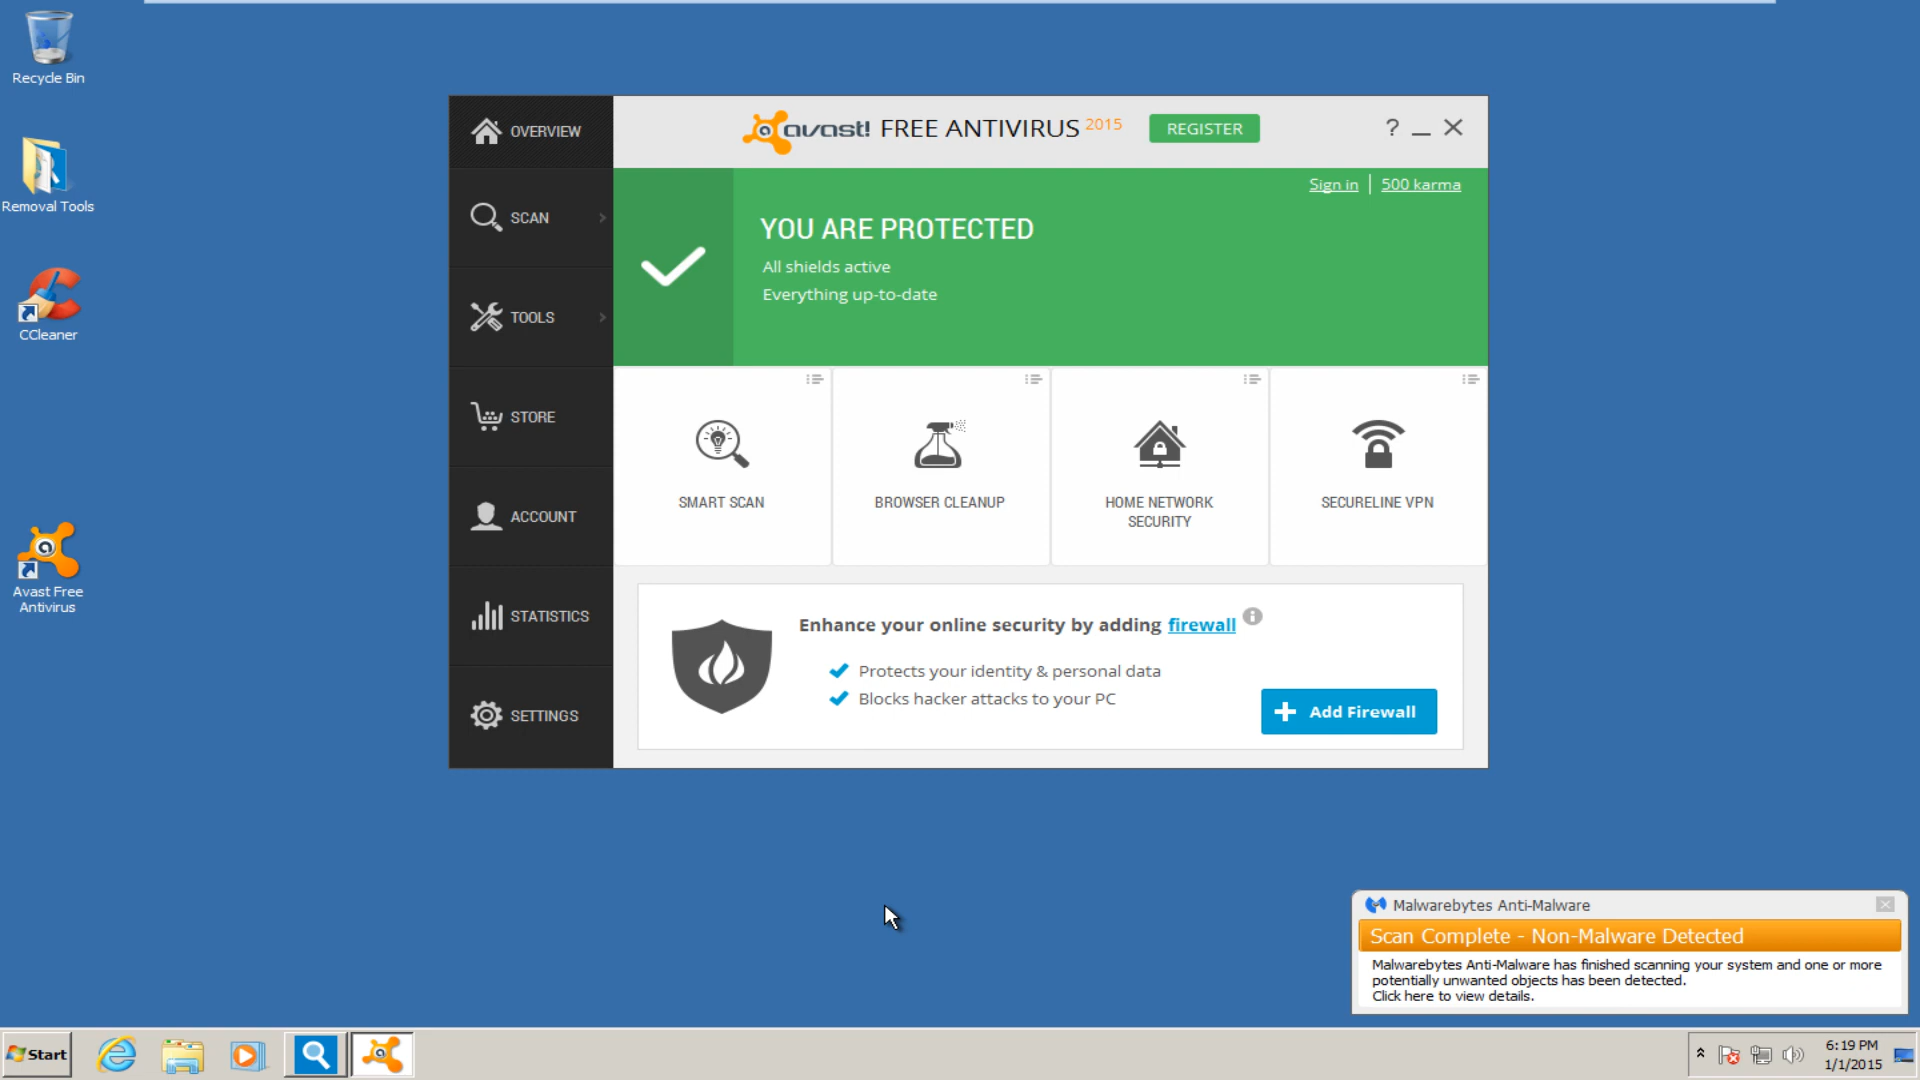 Recycle Bin
Removal Tools
CCleaner
Avast Free
Antivirus
OVERVIEW
SCAN
TOOLS
STORE
ACCOUNT
STATISTICS
SETTINGS
avast! FREE ANTIVIRUS 2015
REGISTER
?
Sign in | 500 karma
YOU ARE PROTECTED
All shields active
Everything up-to-date
SMART SCAN
BROWSER CLEANUP
HOME NETWORK
SECURITY
SECURELINE VPN
Enhance your online security by adding firewall
Protects your identity & personal data
Blocks hacker attacks to your PC
Add Firewall
Malwarebytes Anti-Malware
Scan Complete - Non-Malware Detected
Malwarebytes Anti-Malware has finished scanning your system and one or more
potentially unwanted objects has been detected.
Click here to view details.
Start
6:19 PM
1/1/2015